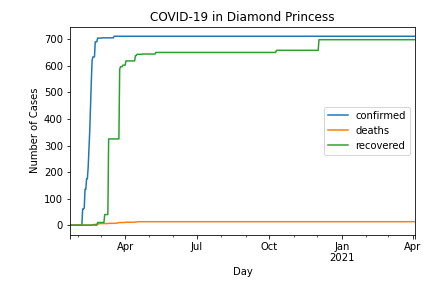 COVID-19 in Diamond Princess
Number of Cases
700
600
500
400
300
200
100
0
confirmed
deaths
recovered
Apr
Jul
Oct
Jan
2021
Apr
Day